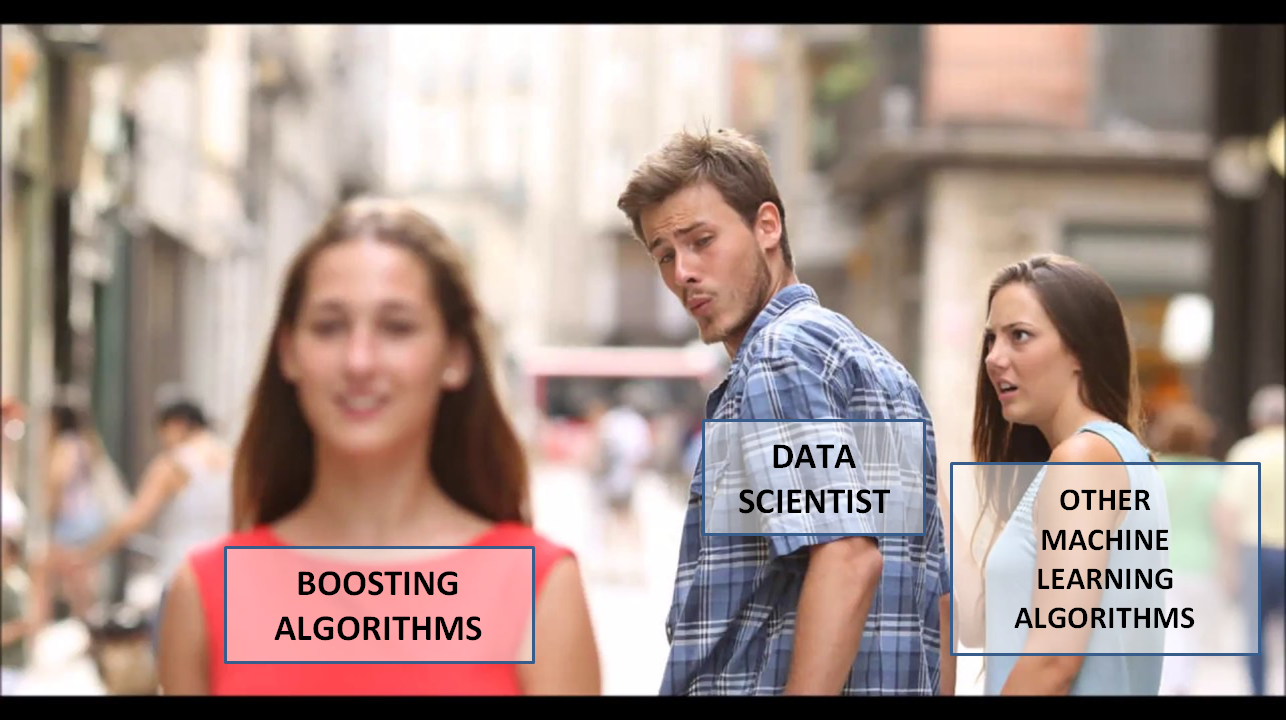 BOOSTING
ALGORITHMS
DATA
SCIENTIST
OTHER
MACHINE
LEARNING
ALGORITHMS